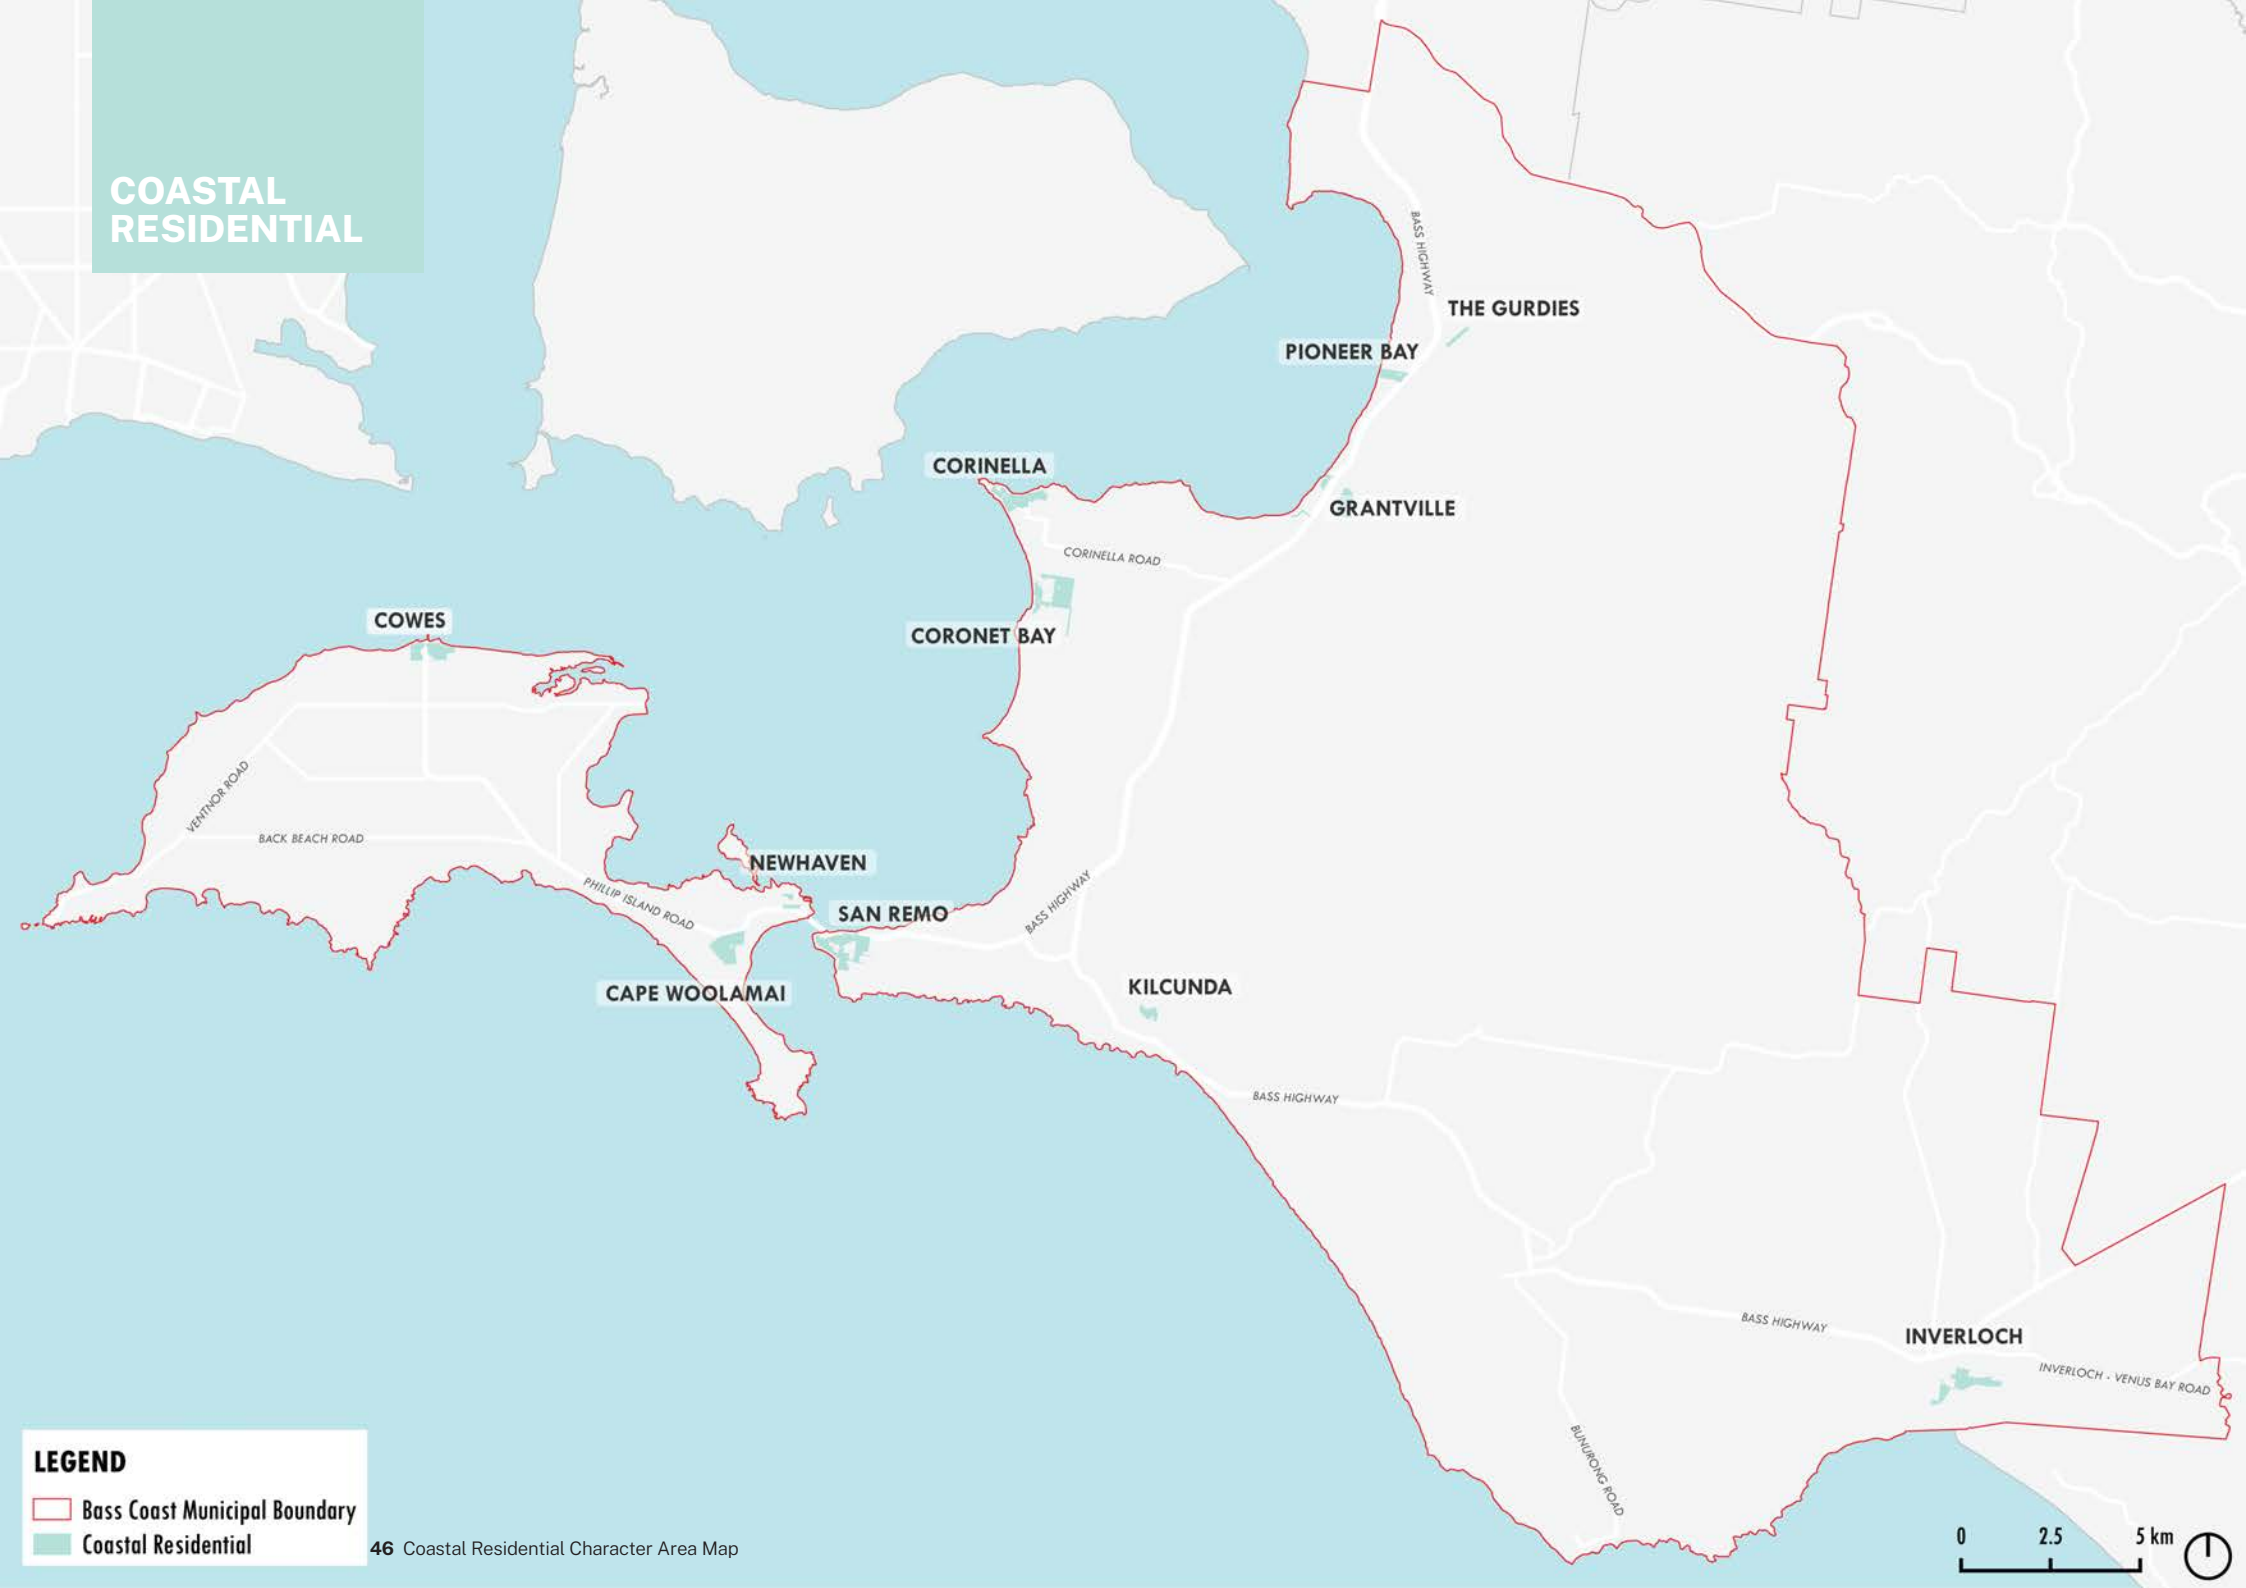 COASTAL
RESIDENTIAL
BASS HIGHWAY
THE GURDIES
PIONEER BAY
CORINELLA
GRANTVILLE
CORINELLA ROAD
COWES
CORONET BAY
VENTNOR ROAD
BACK BEACH ROAD
NEWHAVEN
PHILLIP ISLAND ROAD
SAN REMO
BASS HIGHWAY
CAPE WOOLAMAI
KILCUNDA
BASS HIGHWAY
BASS HIGHWAY
INVERLOCH
INVERLOCH - VENUS BAY ROAD
BUNURONG ROAD
LEGEND
Bass Coast Municipal Boundary
Coastal Residential
46 Coastal Residential Character Area Map
0 2.5 5 km